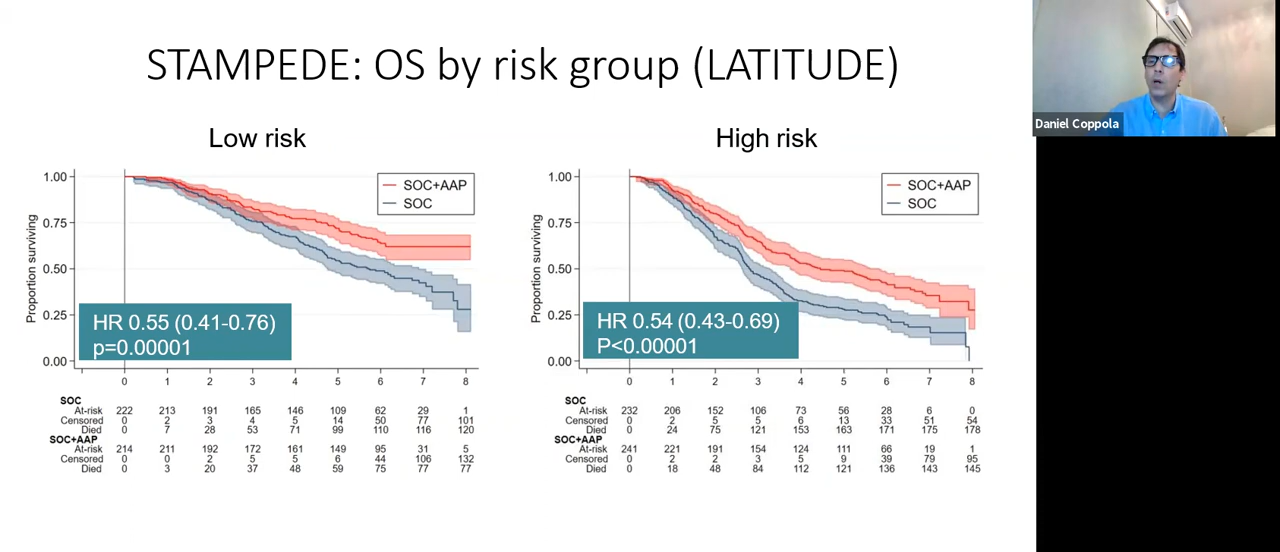 STAMPEDE: OS by risk group (LATITUDE)
Daniel Coppola
Low risk
1.00
0.75
0.50
0.25
0.00
Proportion surviving
SOC+AAP
SOC
HR 0.55 (0.41-0.76)
p=0.00001
0 1 2 3 4 5 6 7 8
SOC
At-risk 222 213 191 165 146 109 62 29 1
Censored 0 2 3 4 5 14 50 77 101
Died 0 7 28 53 71 99 110 116 120
SOC+AAP
At-risk 214 211 192 172 161 149 95 31 5
Censored 0 0 2 5 5 6 44 106 132
Died 0 3 20 37 48 59 75 77 77
High risk
1.00
0.75
0.50
0.25
0.00
Proportion surviving
SOC+AAP
SOC
HR 0.54 (0.43-0.69)
P<0.00001
0 1 2 3 4 5 6 7 8
SOC
At-risk 232 206 152 106 73 56 28 6 0
Censored 0 2 5 5 6 13 33 51 54
Died 0 24 75 121 153 163 171 175 178
SOC+AAP
At-risk 241 221 191 154 124 111 66 19 1
Censored 0 2 2 3 5 9 39 79 95
Died 0 18 48 84 112 121 136 143 145